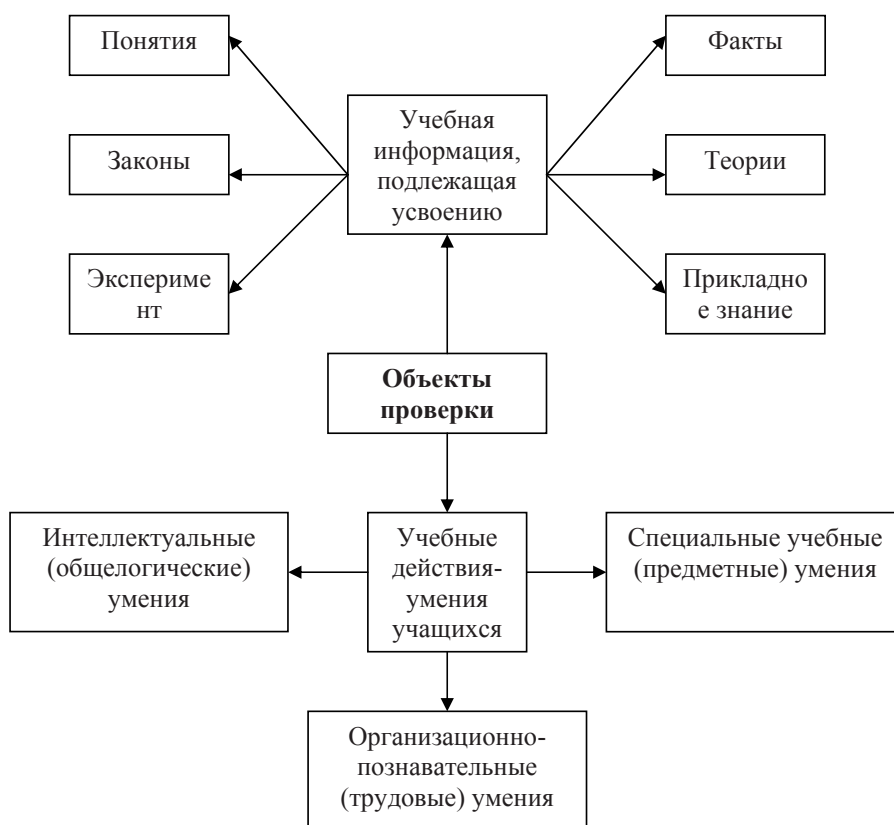 Понятия
Факты
Учебная
информация,
подлежащая
усвоению
Законы
Теории
Эксперime
нт
Прикладно
е знание
Объекты
проверки
Интеллектуальные
(общелогические)
умения
Учебные
действия-
умения
учащихся
Специальные учебные
(предметные) умения
Организационно-
познавательные
(трудовые) умения